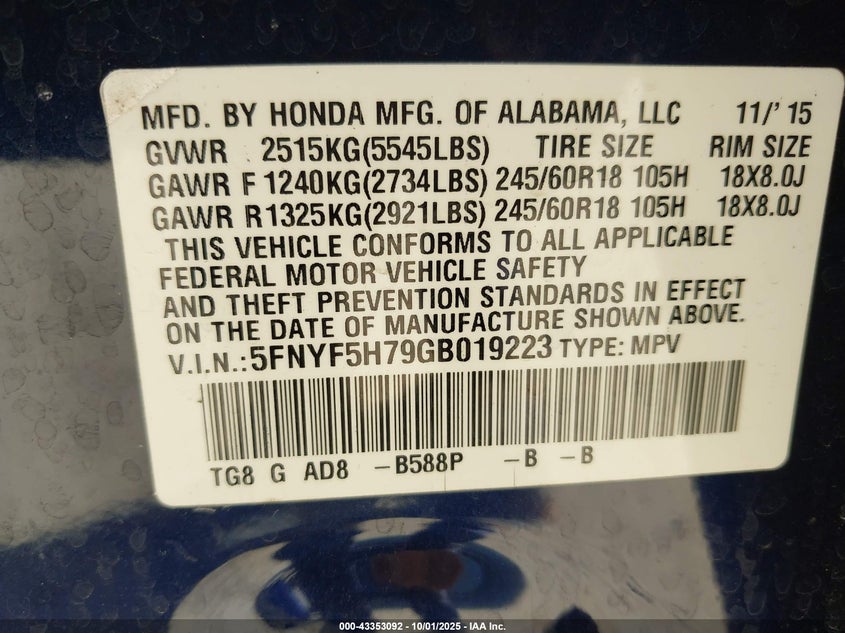 MFD. BY HONDA MFG. OF ALABAMA, LLC 11/' 15
GVWR 2515KG(5545LBS) TIRE SIZE RIM SIZE
GAWR F 1240KG(2734LBS) 245/60R18 105H 18X8.0J
GAWR R1325KG(2921LBS) 245/60R18 105H 18X8.0J
THIS VEHICLE CONFORMS TO ALL APPLICABLE
FEDERAL MOTOR VEHICLE SAFETY
AND THEFT PREVENTION STANDARDS IN EFFECT
ON THE DATE OF MANUFACTURE SHOWN ABOVE.
V.I.N.:5FNYF5H79GB019223 TYPE: MPV
TG8 G AD8 -B588P -B -B
000-43353092 - 10/01/2025 - IAA Inc.